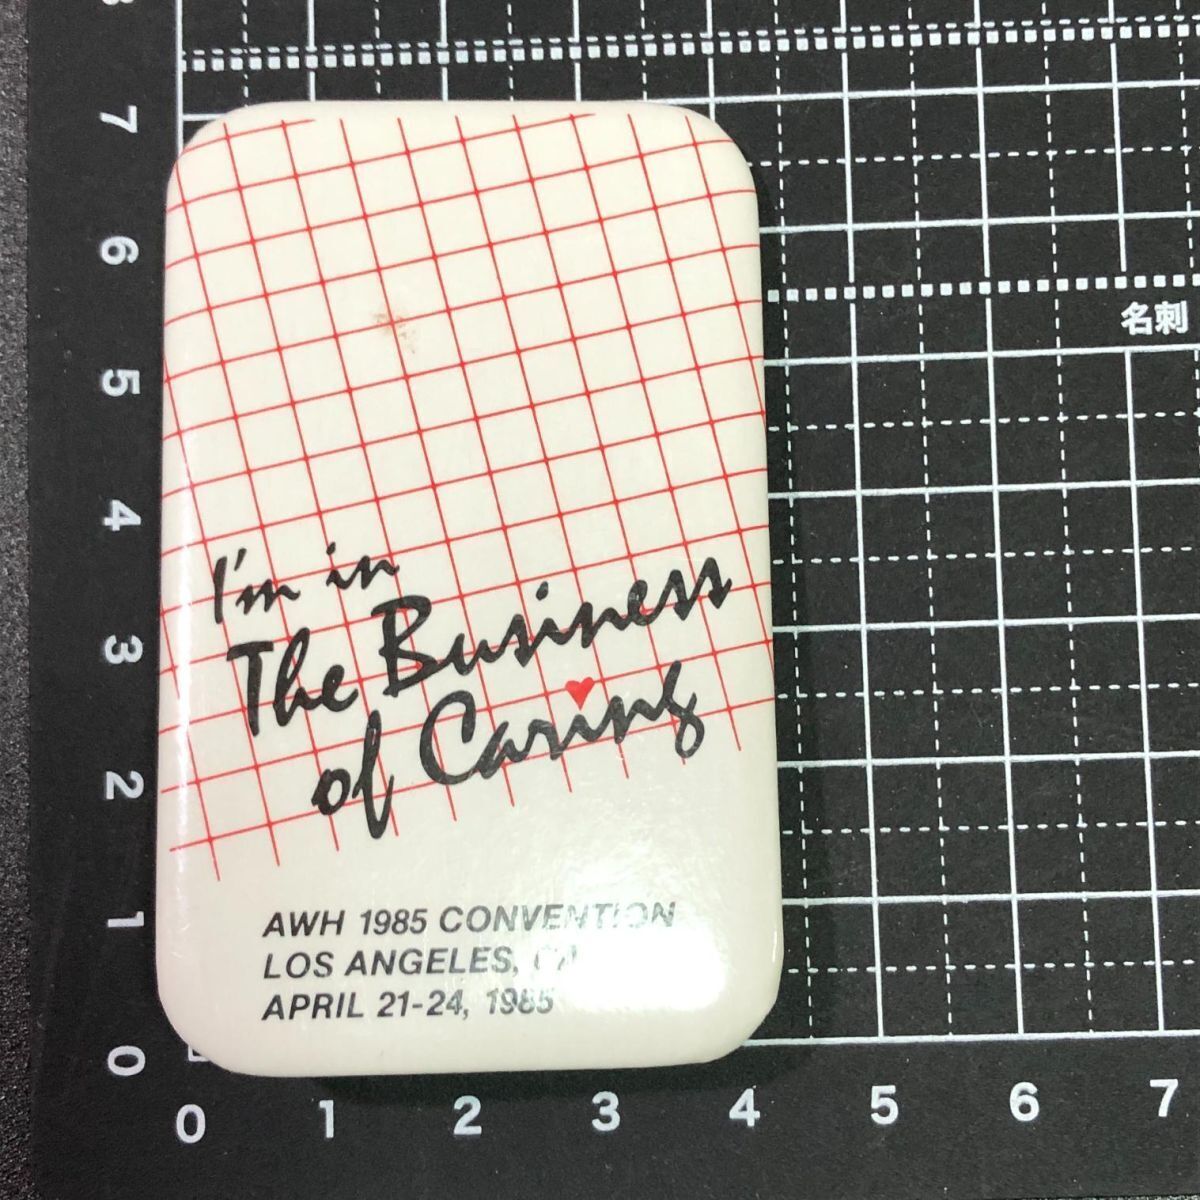 I'm in
The Business
of Caring
AWH 1985 CONVENTION
LOS ANGELES, CA
APRIL 21-24, 1985
名刺
7
6
5
4
3
2
1
0
0 1 2 3 4 5 6 7